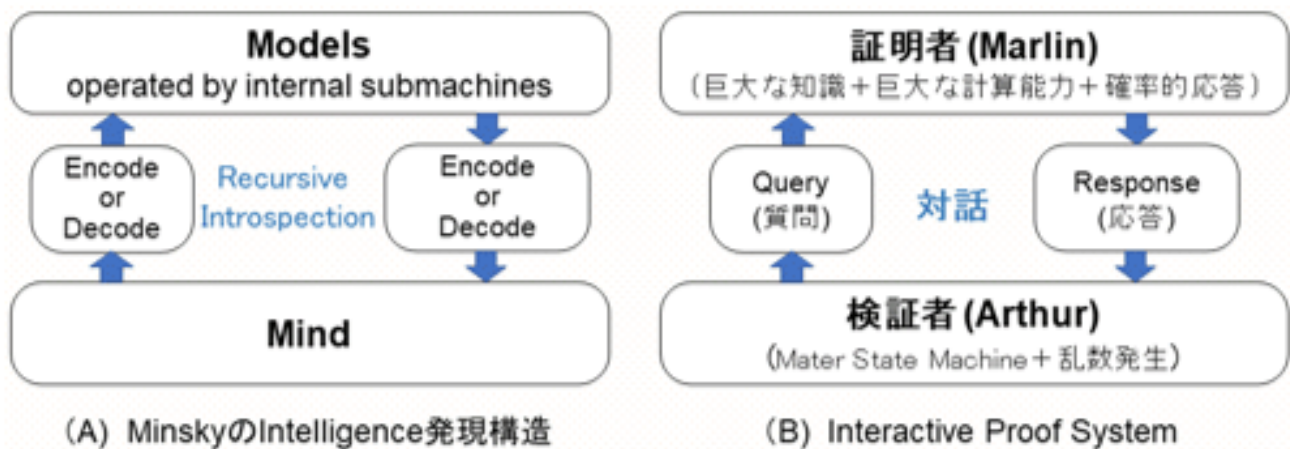 Models
operated by internal submachines
Encode
or
Decode
Recursive
Introspection
Encode
or
Decode
Mind
(A) MinskyのIntelligence発現構造
証明者 (Marlin)
（巨大な知識＋巨大な計算能力＋確率的応答）
Query
(質問)
対話
Response
(応答)
検証者 (Arthur)
(Mater State Machine＋乱数発生)
(B) Interactive Proof System